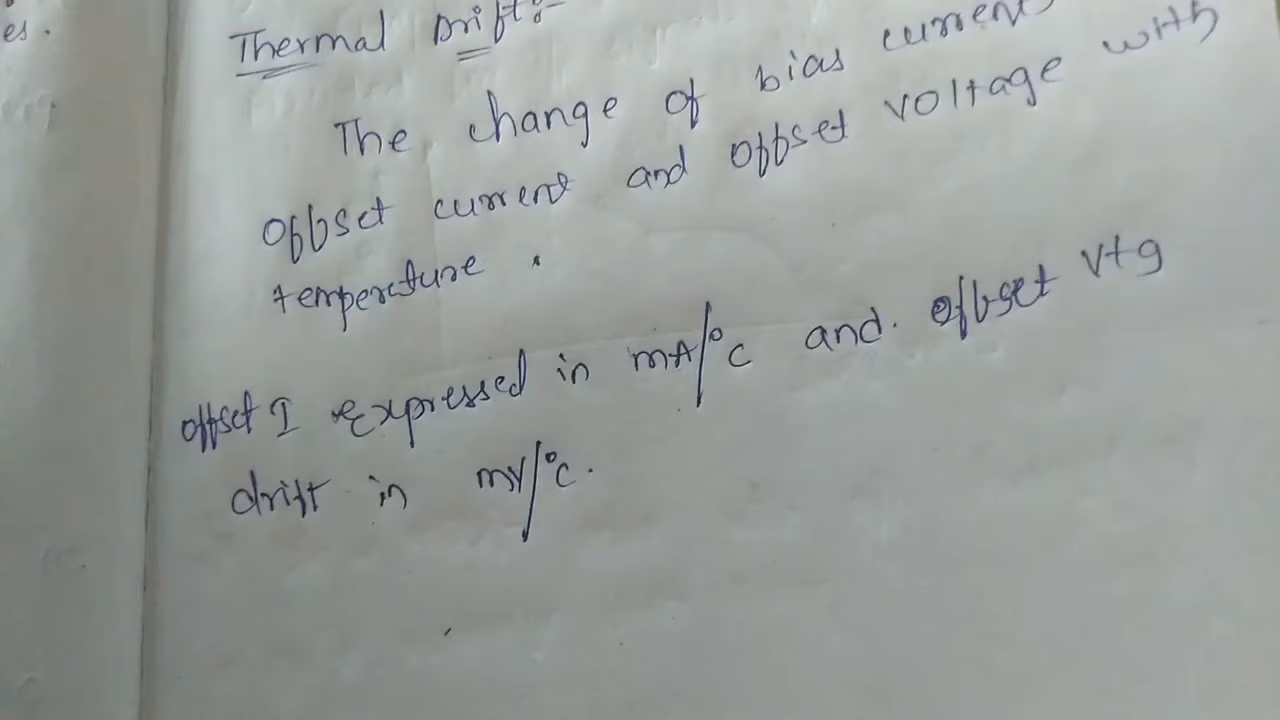 es.
Thermal Drift:-
The change of bias current
offset current and offset voltage with
temperature.
offset I expressed in mA/°C and. offset vtg
drift in mV/°C.